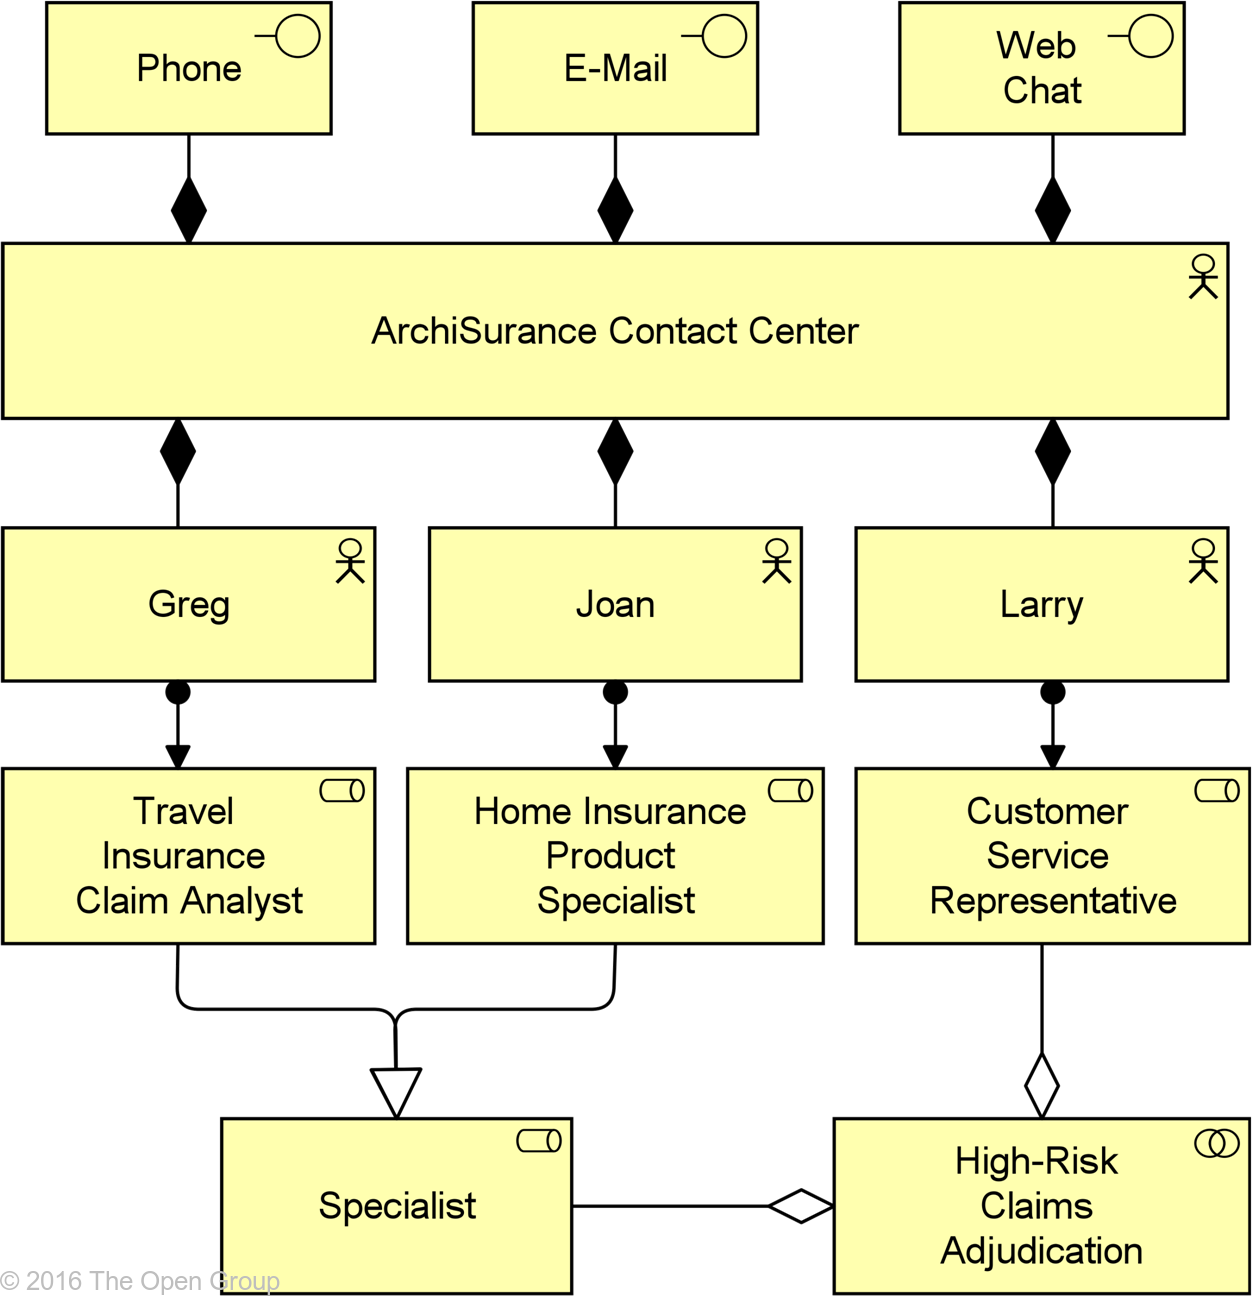 Phone
E-Mail
Web
Chat
ArchiSurance Contact Center
Greg
Joan
Larry
Travel
Insurance
Claim Analyst
Home Insurance
Product
Specialist
Customer
Service
Representative
Specialist
High-Risk
Claims
Adjudication
© 2016 The Open Group